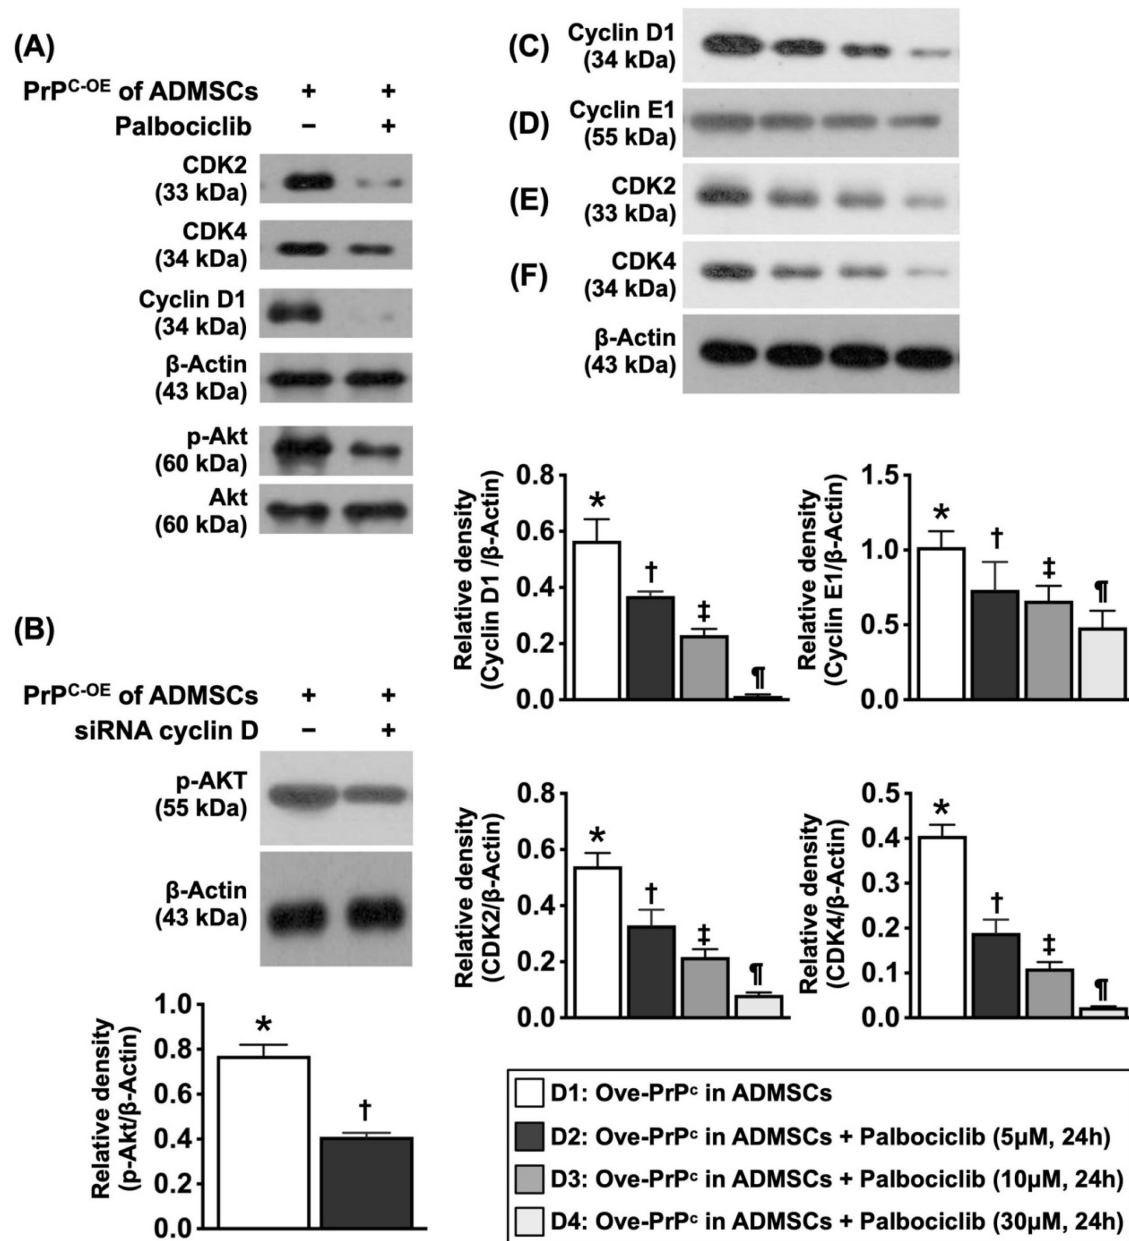 (A)
PrPC-OE of ADMSCs + +
Palbociclib – +
CDK2
(33 kDa)
CDK4
(34 kDa)
Cyclin D1
(34 kDa)
β-Actin
(43 kDa)
p-Akt
(60 kDa)
Akt
(60 kDa)
(B)
PrPC-OE of ADMSCs + +
siRNA cyclin D – +
p-AKT
(55 kDa)
β-Actin
(43 kDa)
Relative density
(p-Akt/β-Actin)
1.0
0.8
0.6
0.4
0.2
0.0
*
†
(C)
Cyclin D1
(34 kDa)
(D)
Cyclin E1
(55 kDa)
(E)
CDK2
(33 kDa)
(F)
CDK4
(34 kDa)
β-Actin
(43 kDa)
Relative density
(Cyclin D1 /β-Actin)
0.8
0.6
0.4
0.2
0.0
*
†
‡
¶
Relative density
(Cyclin E1/β-Actin)
1.5
1.0
0.5
0.0
*
†
‡
¶
Relative density
(CDK2/β-Actin)
0.8
0.6
0.4
0.2
0.0
*
†
‡
¶
Relative density
(CDK4/β-Actin)
0.5
0.4
0.3
0.2
0.1
0.0
*
†
‡
¶
D1: Ove-PrPc in ADMSCs
D2: Ove-PrPc in ADMSCs + Palbociclib (5μM, 24h)
D3: Ove-PrPc in ADMSCs + Palbociclib (10μM, 24h)
D4: Ove-PrPc in ADMSCs + Palbociclib (30μM, 24h)